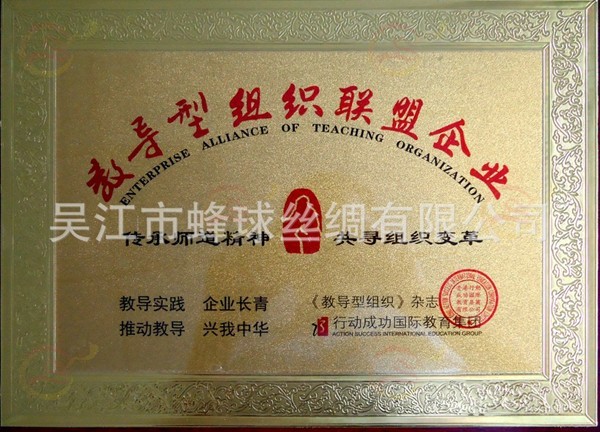 教导型组织联盟企业
ENTERPRISE ALLIANCE OF TEACHING ORGANIZATION
吴江市蜂球丝绸有限公司
传承师道精神 共寻组织变革
教导实践 企业长青 《教导型组织》杂志
推动教导 兴我中华 行动成功国际教育集团
ACTION SUCCESS INTERNATIONAL EDUCATION GROUP